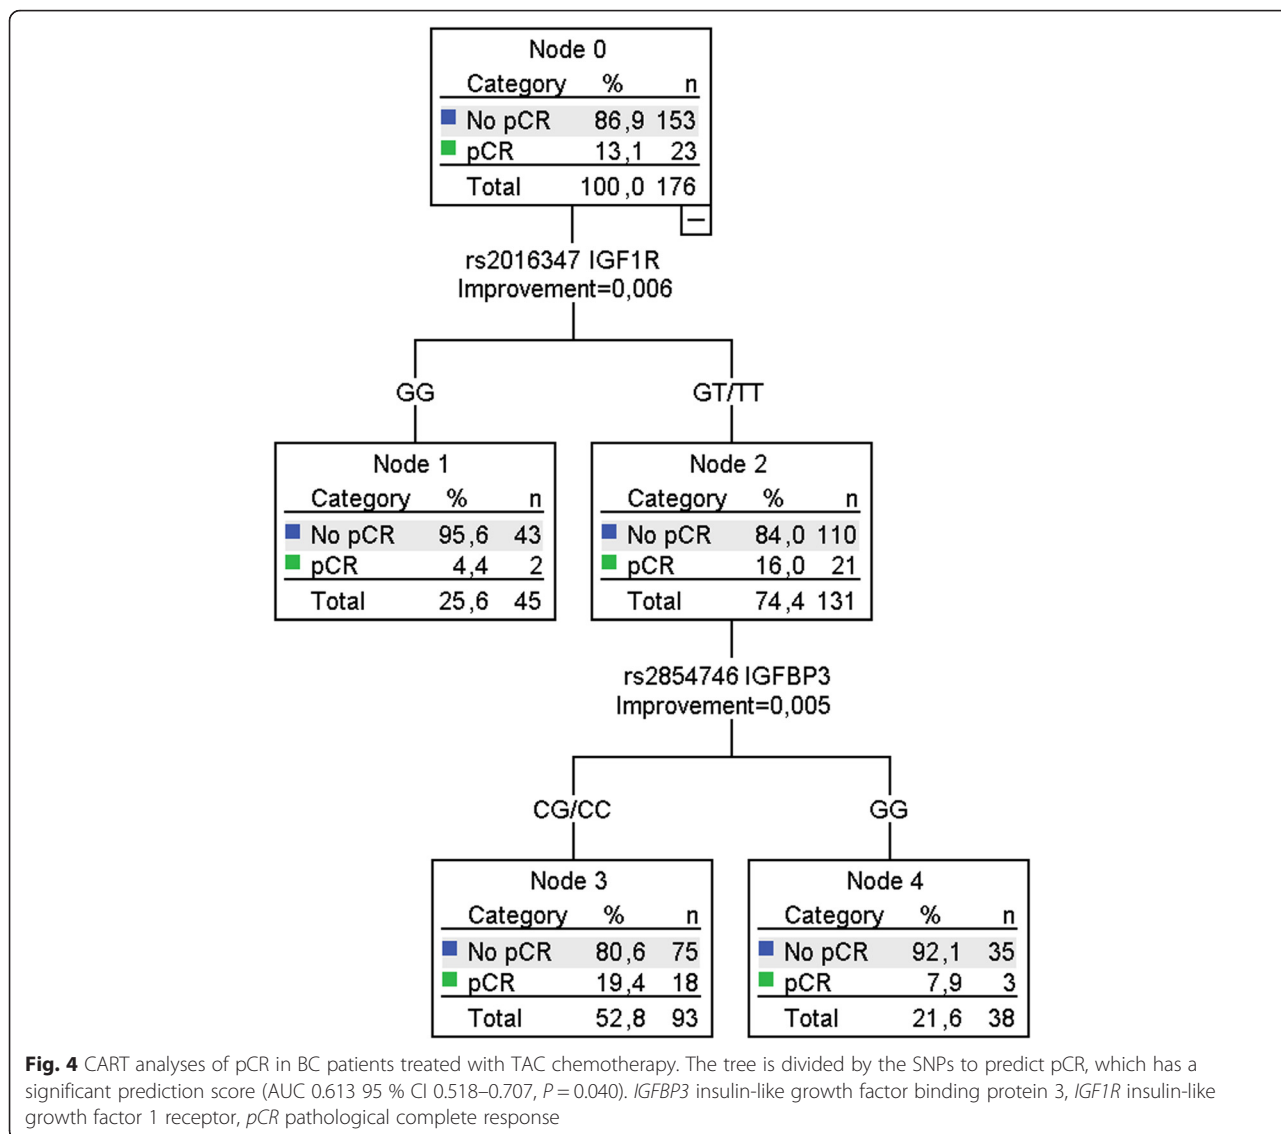 Node 0
Category % n
No pCR 86,9 153
pCR 13,1 23
Total 100,0 176
rs2016347 IGF1R
Improvement=0,006
GG
GT/TT
Node 1
Category % n
No pCR 95,6 43
pCR 4,4 2
Total 25,6 45
Node 2
Category % n
No pCR 84,0 110
pCR 16,0 21
Total 74,4 131
rs2854746 IGFBP3
Improvement=0,005
CG/CC
GG
Node 3
Category % n
No pCR 80,6 75
pCR 19,4 18
Total 52,8 93
Node 4
Category % n
No pCR 92,1 35
pCR 7,9 3
Total 21,6 38
Fig. 4 CART analyses of pCR in BC patients treated with TAC chemotherapy. The tree is divided by the SNPs to predict pCR, which has a
significant prediction score (AUC 0.613 95 % CI 0.518–0.707, P = 0.040). IGFBP3 insulin-like growth factor binding protein 3, IGF1R insulin-like
growth factor 1 receptor, pCR pathological complete response